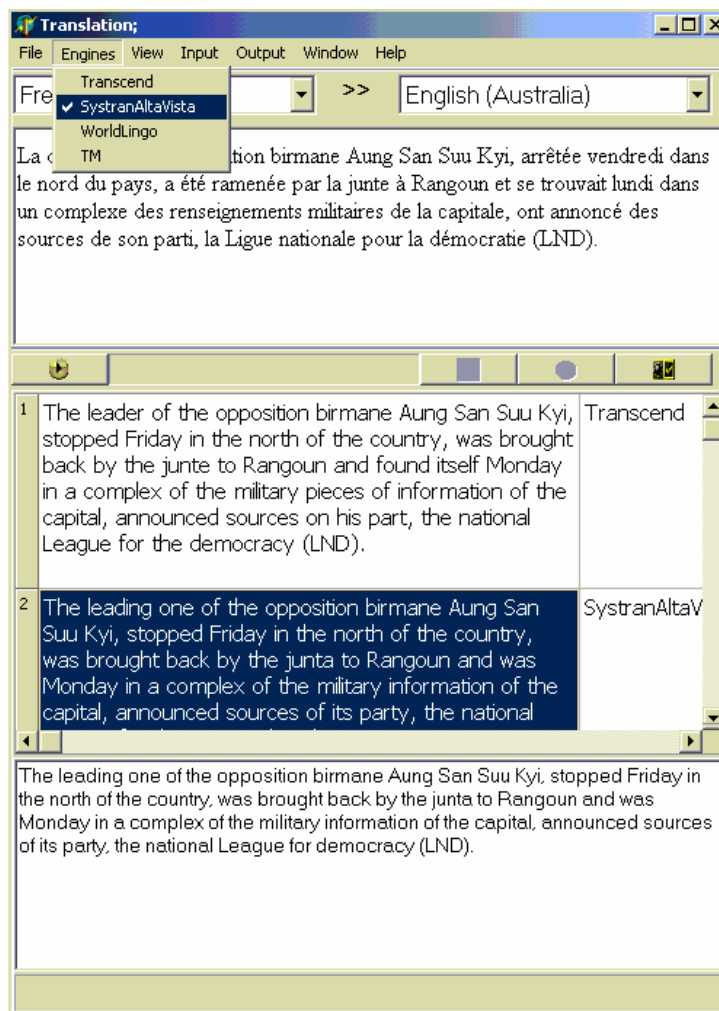 Translation;
File Engines View Input Output Window Help
Transcend
SystranAltaVista
WorldLingo
TM
Fre >> English (Australia)
La tion birmane Aung San Suu Kyi, arrêtée vendredi dans
le nord du pays, a été ramenée par la junte à Rangoun et se trouvait lundi dans
un complexe des renseignements militaires de la capitale, ont annoncé des
sources de son parti, la Ligue nationale pour la démocratie (LND).
1 The leader of the opposition birmane Aung San Suu Kyi, Transcend
stopped Friday in the north of the country, was brought
back by the junte to Rangoun and found itself Monday
in a complex of the military pieces of information of the
capital, announced sources on his part, the national
League for the democracy (LND).
2 The leading one of the opposition birmane Aung San SystranAltaV
Suu Kyi, stopped Friday in the north of the country,
was brought back by the junta to Rangoun and was
Monday in a complex of the military information of the
capital, announced sources of its party, the national
The leading one of the opposition birmane Aung San Suu Kyi, stopped Friday in
the north of the country, was brought back by the junta to Rangoun and was
Monday in a complex of the military information of the capital, announced sources
of its party, the national League for democracy (LND).